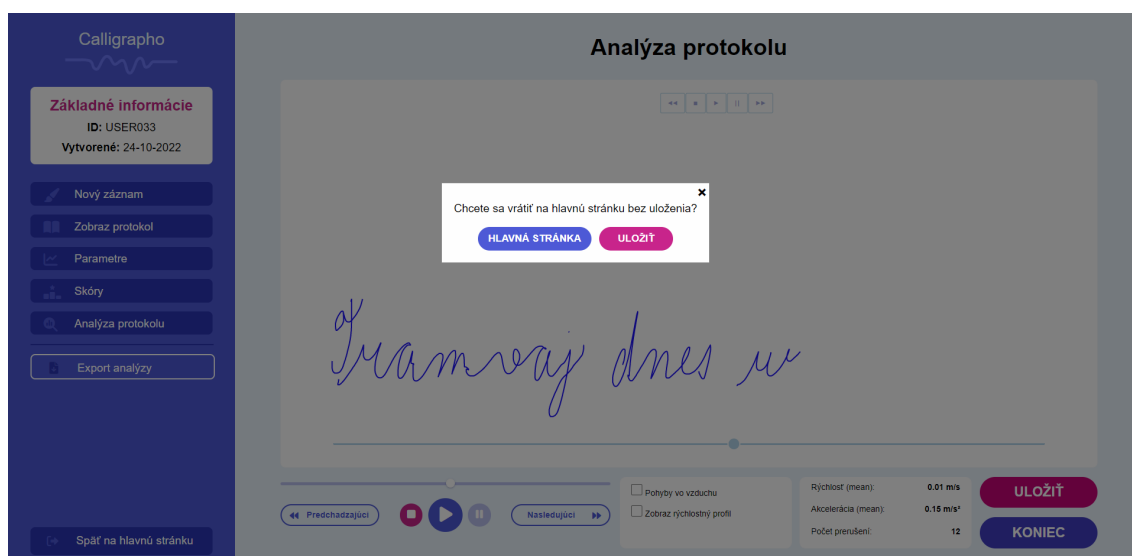 Calligrapho
Analýza protokolu
Základné informácie
ID: USER033
Vytvorené: 24-10-2022
Nový záznam
Zobraz protokol
Parametre
Skóry
Analýza protokolu
Export analýzy
Späť na hlavnú stránku
Chcete sa vrátiť na hlavnú stránku bez uloženia?
HLAVNÁ STRÁNKA ULOŽIŤ
Tramvaj dnes u
Predchadzajúci
Nasledujúci
Pohyby vo vzduchu
Zobraz rýchlostný profil
Rýchlosť (mean): 0.01 m/s
Akcelerácia (mean): 0.15 m/s²
Počet prerušení: 12
ULOŽIŤ
KONIEC